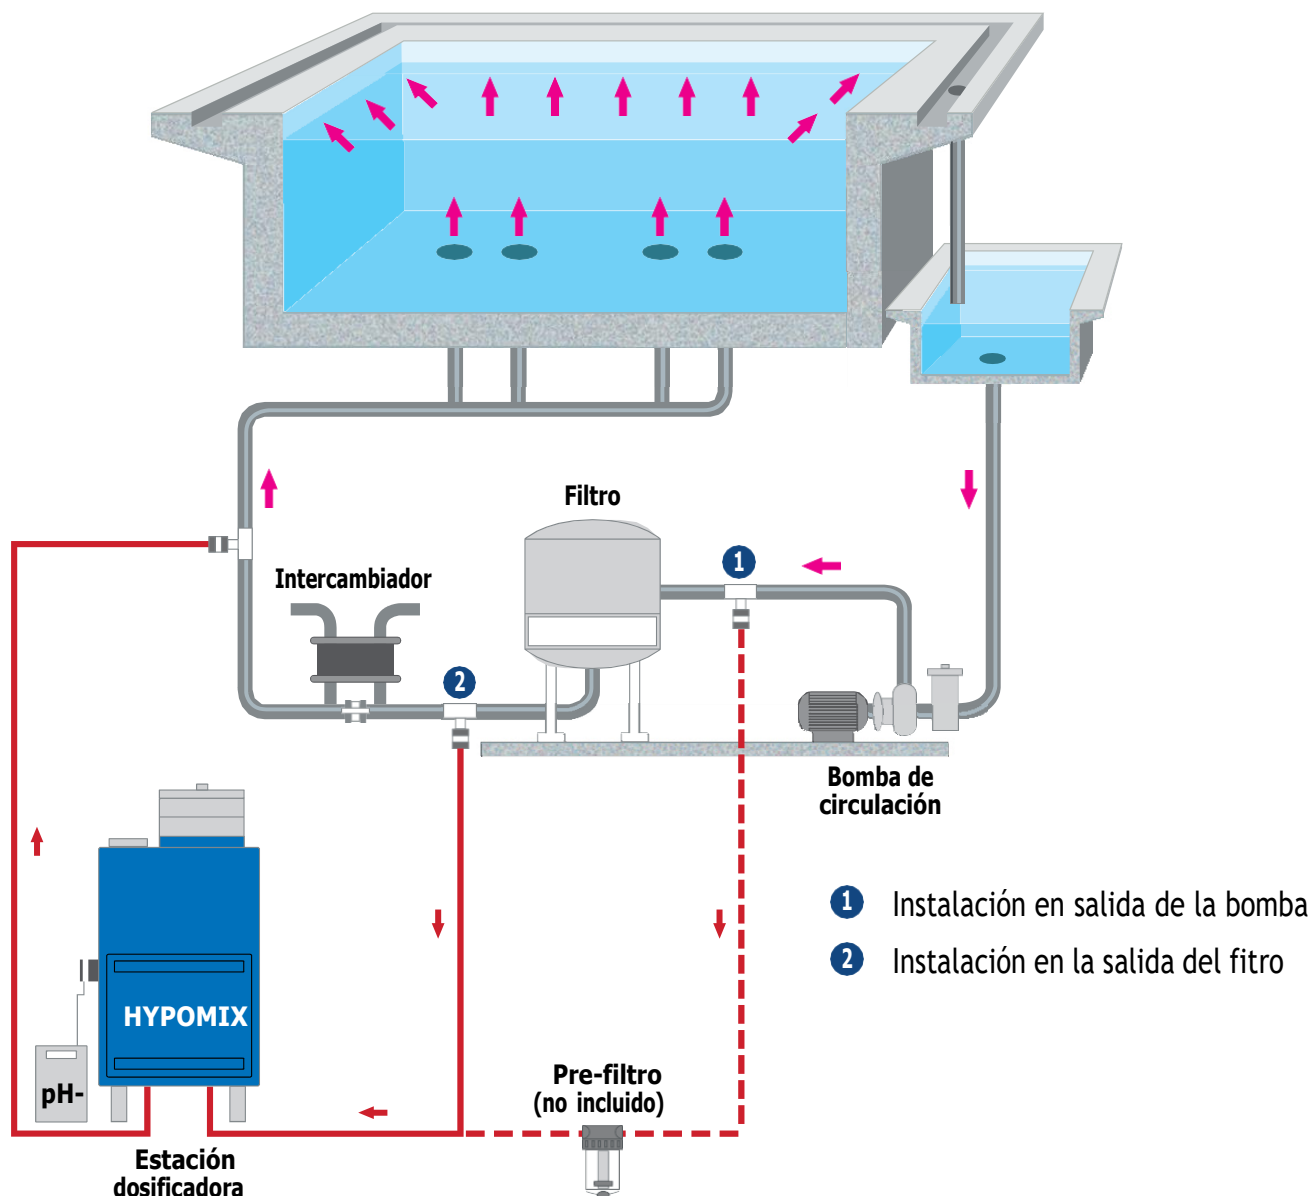 Filtro
1
Intercambiador
2
Bomba de
circulación
1 Instalación en salida de la bomba
2 Instalación en la salida del fitro
HYPOMIX
pH-
Pre-filtro
(no incluido)
Estación
dosificadora